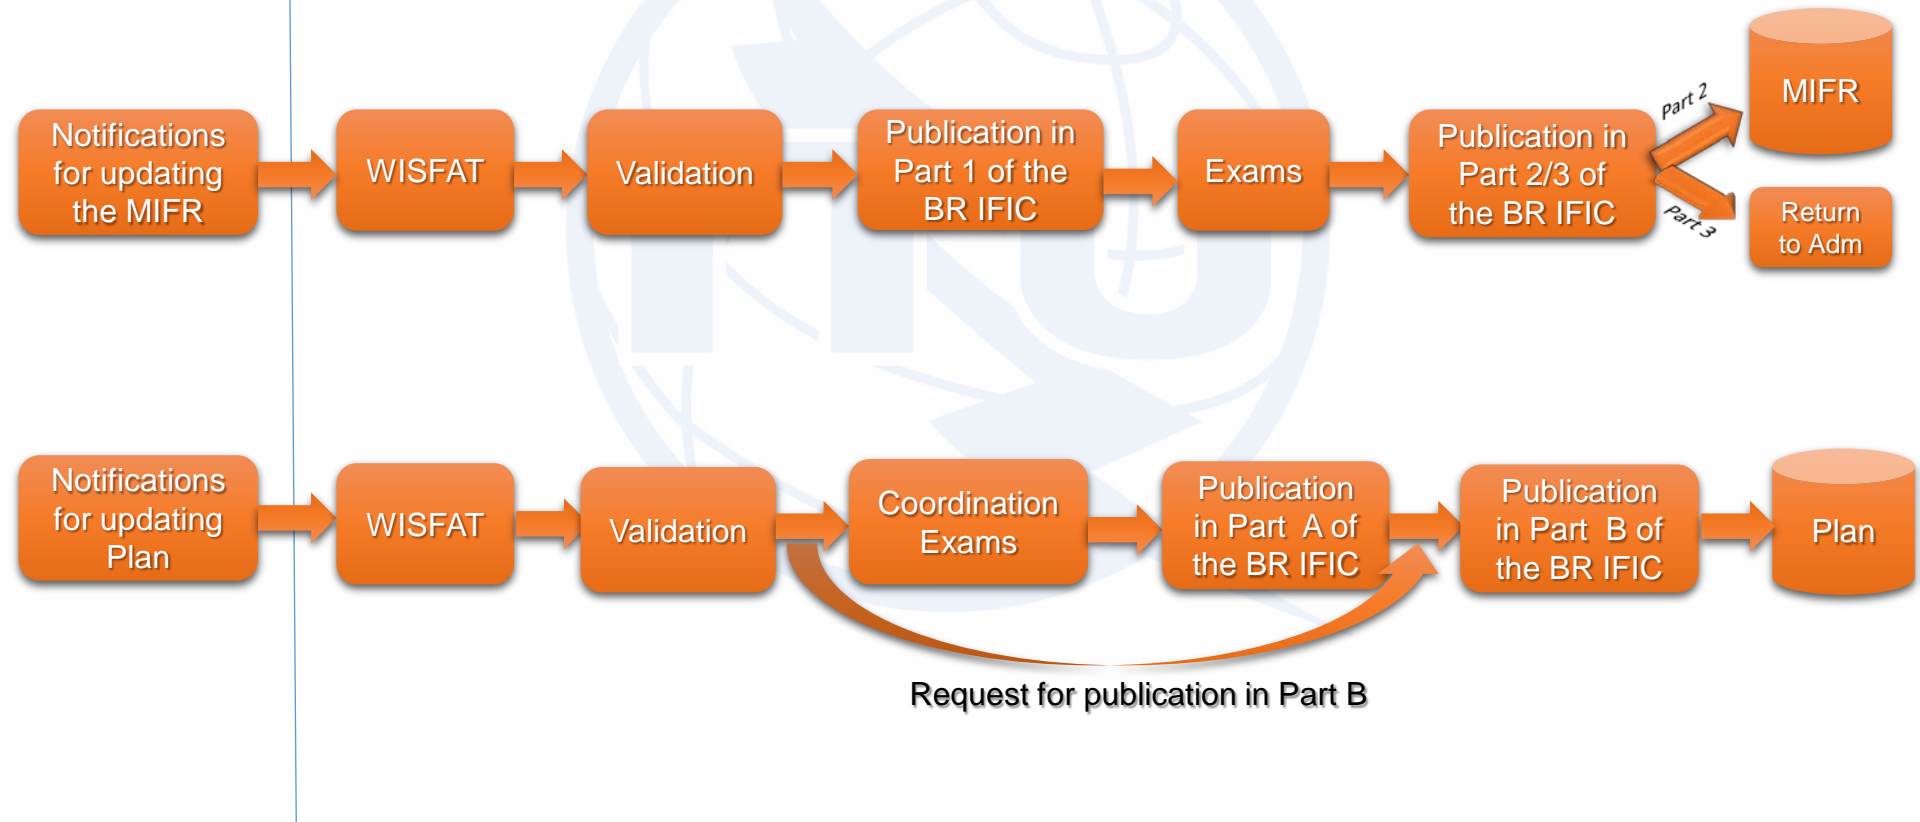 Notifications
for updating
the MIFR
WISFAT
Validation
Publication in
Part 1 of the
BR IFIC
Exams
Publication in
Part 2/3 of
the BR IFIC
Part 2
Part 3
MIFR
Return
to Adm
Notifications
for updating
Plan
WISFAT
Validation
Coordination
Exams
Publication
in Part A of
the BR IFIC
Publication
in Part B of
the BR IFIC
Plan
Request for publication in Part B
ITU